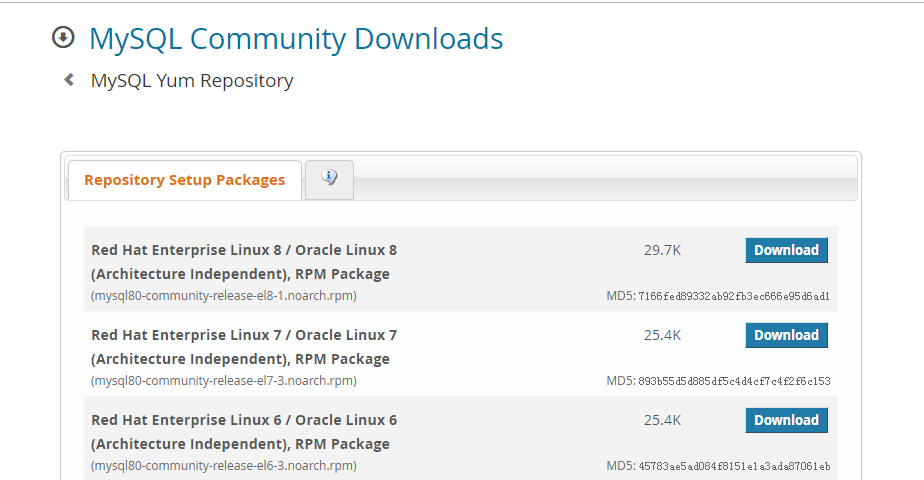 MySQL Community Downloads
MySQL Yum Repository
Repository Setup Packages
Red Hat Enterprise Linux 8 / Oracle Linux 8
(Architecture Independent), RPM Package
29.7K
Download
(mysql80-community-release-el8-1.noarch.rpm)
MD5: 7166fed89332ab92fb3ec666e95d6ad1
Red Hat Enterprise Linux 7 / Oracle Linux 7
(Architecture Independent), RPM Package
25.4K
Download
(mysql80-community-release-el7-3.noarch.rpm)
MD5: 893b55d5d885df5c4d4cf7c4f2f6c153
Red Hat Enterprise Linux 6 / Oracle Linux 6
(Architecture Independent), RPM Package
25.4K
Download
(mysql80-community-release-el6-3.noarch.rpm)
MD5: 45783ae5ad084f8151e1a3ada87061eb